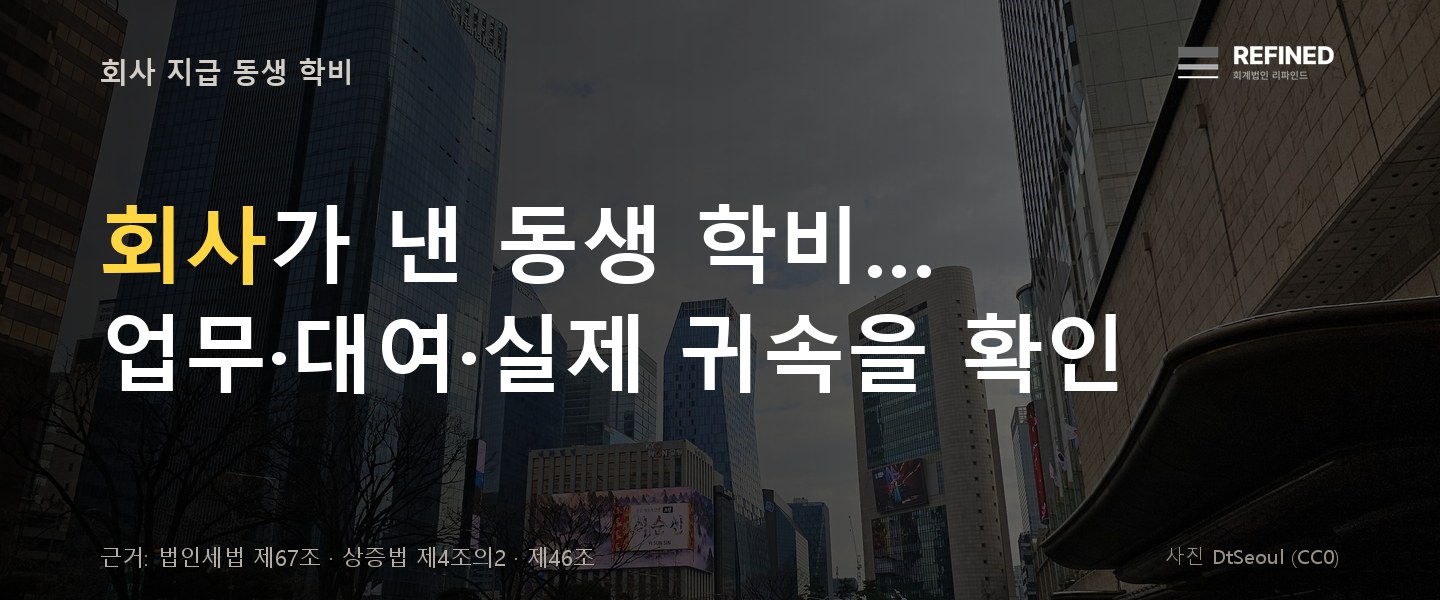 회사 지급 동생 학비
REFINED
회계법인 리파인드
회사가 낸 동생 학비...
업무·대여·실제 귀속을 확인
근거: 법인세법 제67조 · 상증법 제4조의2 · 제46조
사진 DtSeoul (CC0)